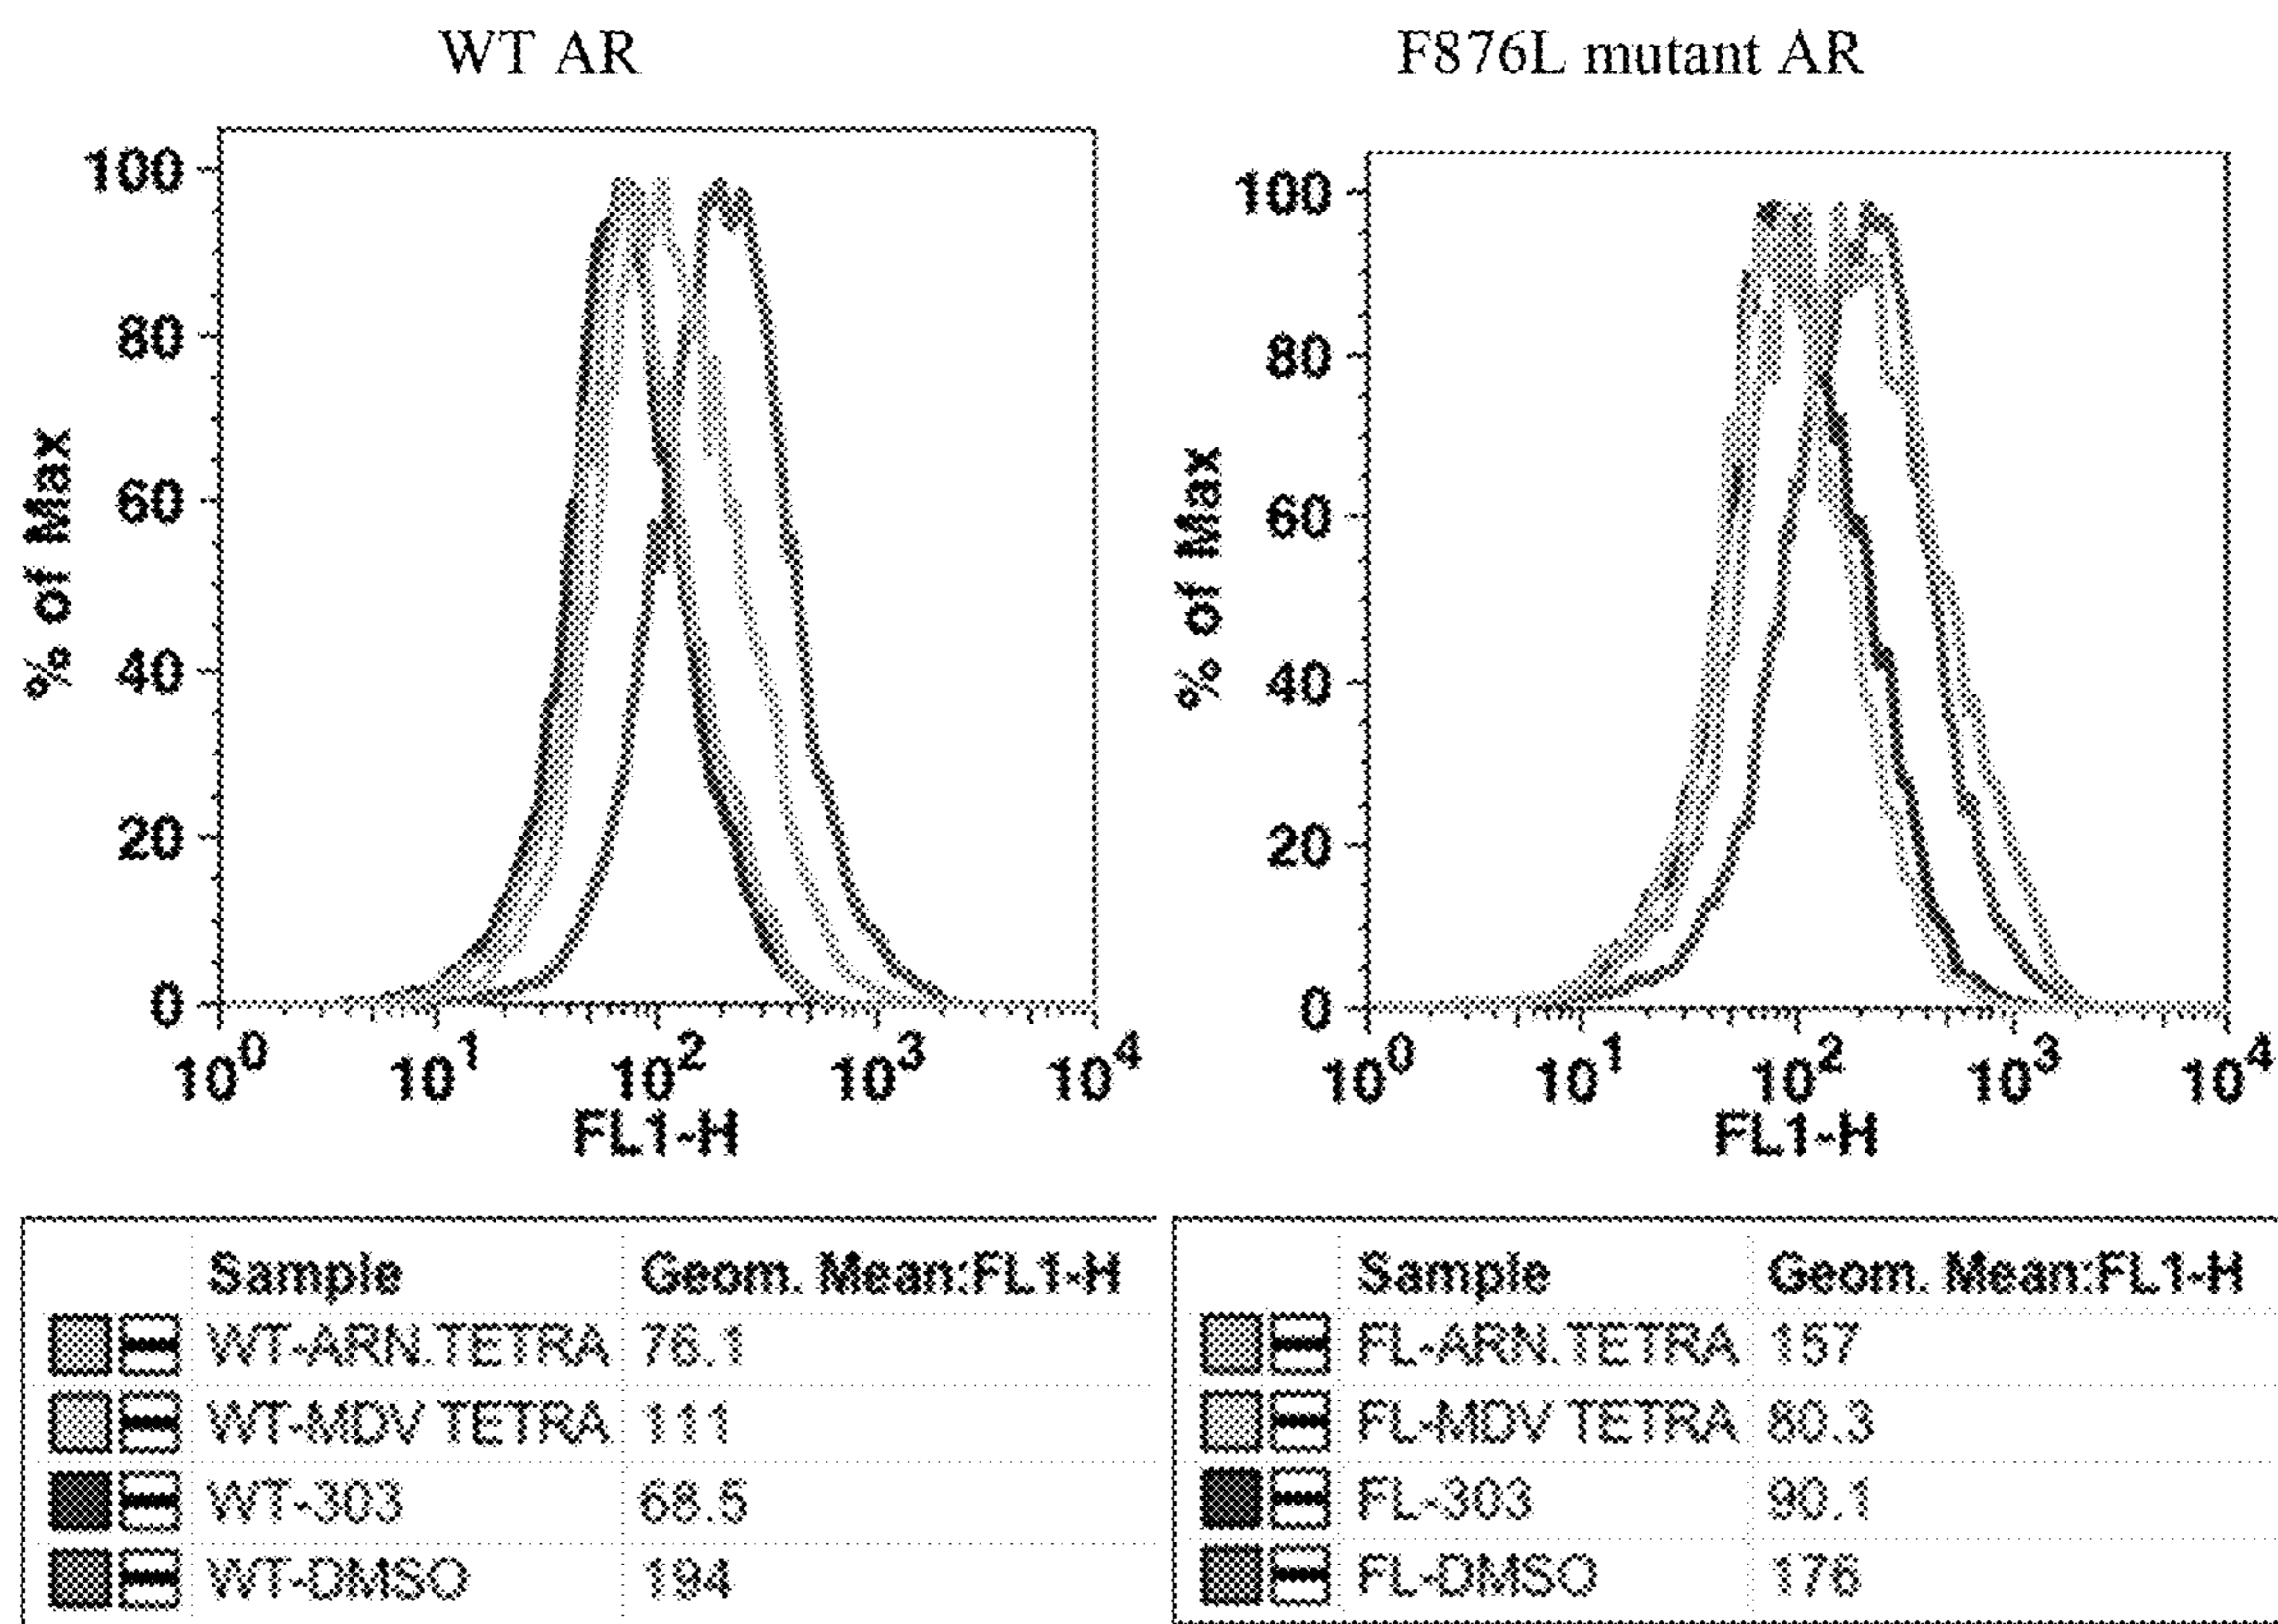 WT AR
F876L mutant AR
100
80
60
40
20
0
% of Max
10^0 10^1 10^2 10^3 10^4
FL1-H
100
80
60
40
20
0
% of Max
10^0 10^1 10^2 10^3 10^4
FL1-H
Sample Geom. Mean:FL1-H
WT-ARN.TETRA 76.1
WT-MDV TETRA 111
WT-303 68.5
WT-DMSO 194
Sample Geom. Mean:FL1-H
FL-ARN.TETRA 157
FL-MDV TETRA 80.3
FL-303 90.1
FL-DMSO 176